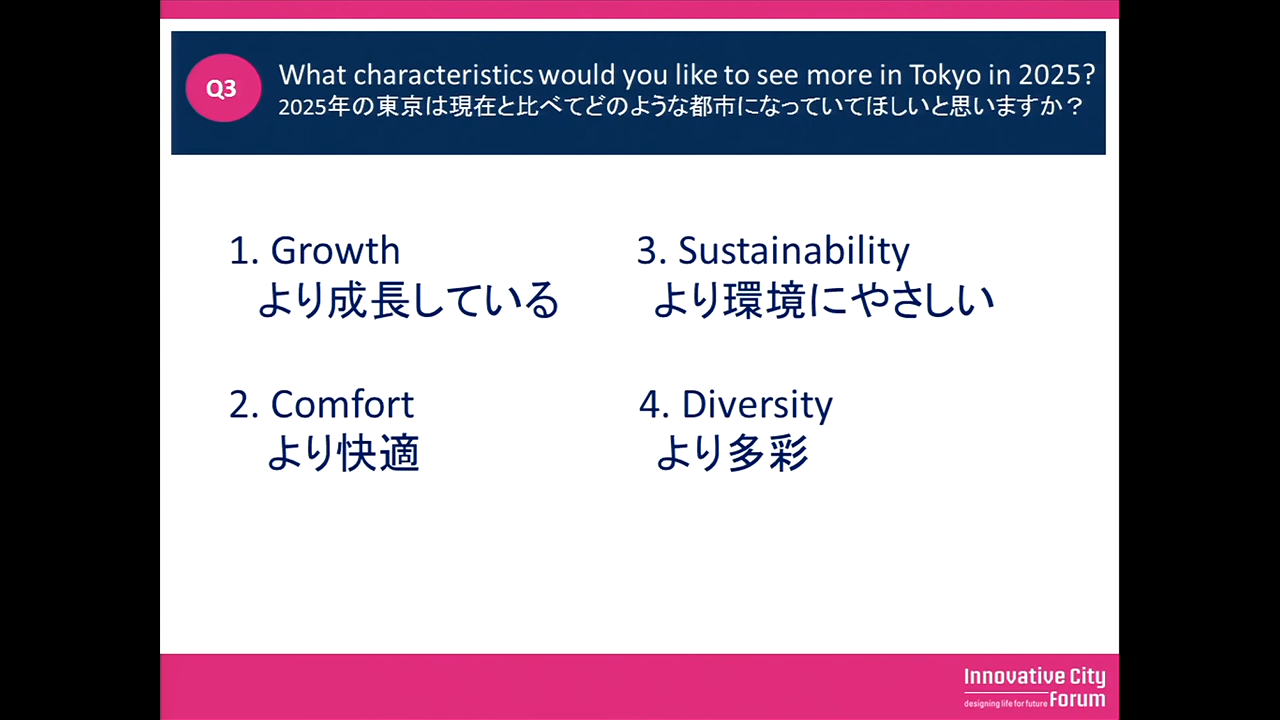 Q3
What characteristics would you like to see more in Tokyo in 2025?
2025年の東京は現在と比べてどのような都市になっていてほしいと思いますか？
1. Growth
より成長している
2. Comfort
より快適
3. Sustainability
より環境にやさしい
4. Diversity
より多彩
Innovative City
designing life for future Forum